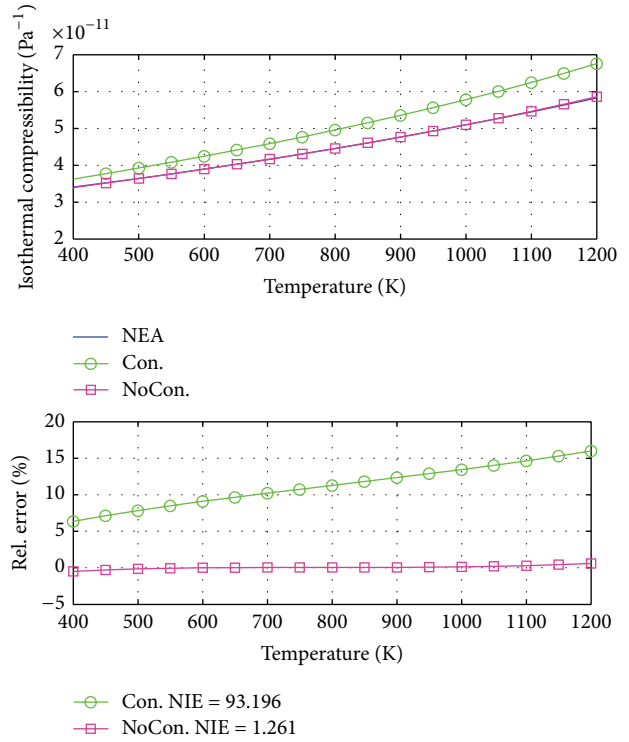 ×10⁻¹¹
Isothermal compressibility (Pa⁻¹)
7
6
5
4
3
2
400 500 600 700 800 900 1000 1100 1200
Temperature (K)
NEA
Con.
NoCon.
Rel. error (%)
20
15
10
5
0
−5
400 500 600 700 800 900 1000 1100 1200
Temperature (K)
Con. NIE = 93.196
NoCon. NIE = 1.261